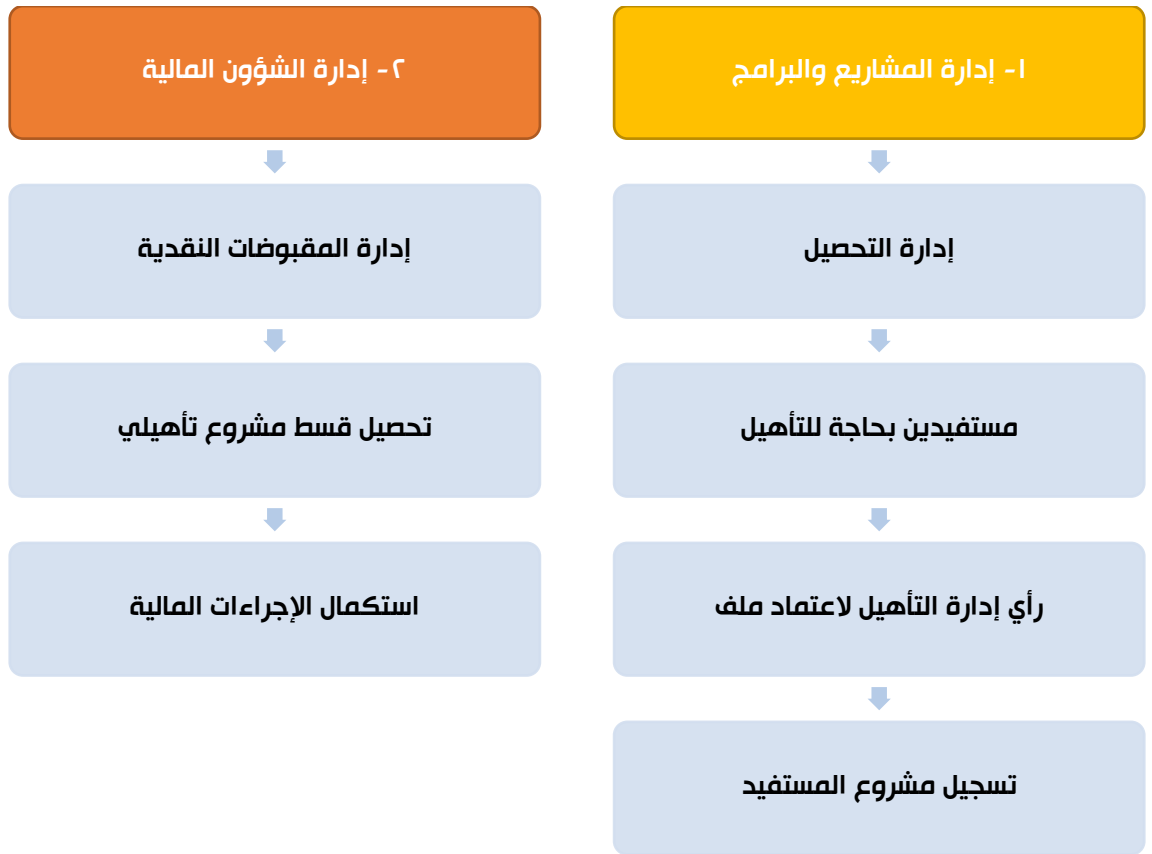 ١- إدارة المشاريع والبرامج
إدارة التحصيل
مستفيدين بحاجة للتأهيل
رأي إدارة التأهيل لاعتماد ملف
تسجيل مشروع المستفيد
٢- إدارة الشؤون المالية
إدارة المقبوضات النقدية
تحصيل قسط مشروع تأهيلي
استكمال الإجراءات المالية